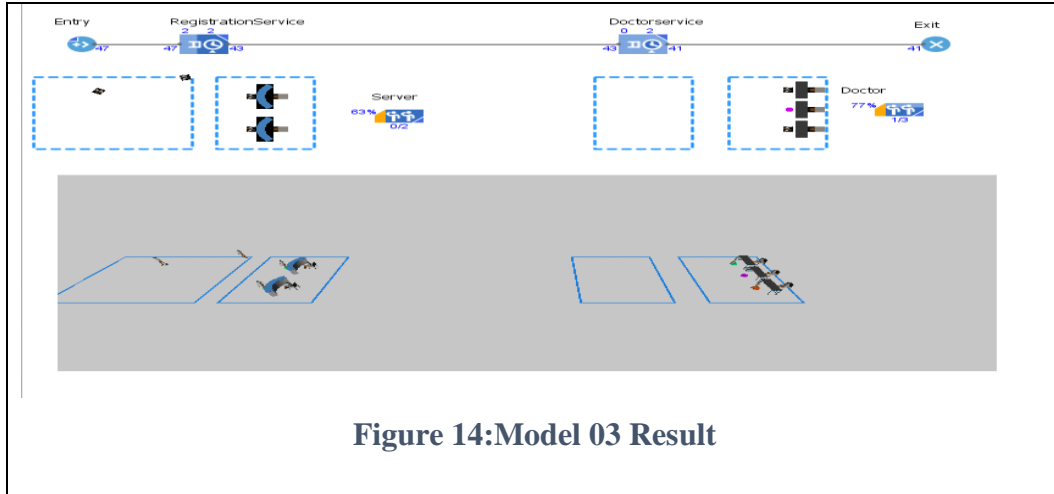 Entry
RegistrationService
Doctorservice
Exit
2 2
0 2
47
47
43
43
41
41
Server
63%
0/2
Doctor
77%
1/3
Figure 14:Model 03 Result